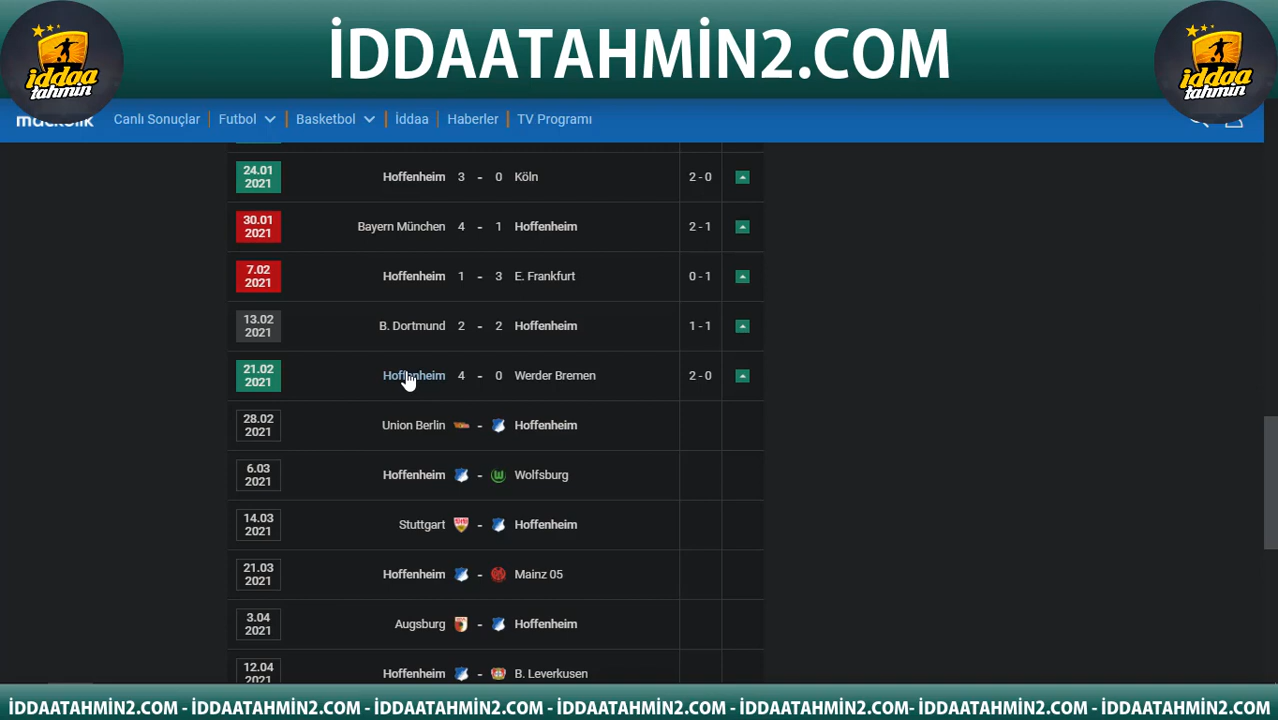 İDDAATAHMİN2.COM
iddaa
tahmin
iddaa
tahmin
Canlı Sonuçlar Futbol Basketbol İddaa Haberler TV Programı
24.01
2021 Hoffenheim 3 - 0 Köln 2 - 0
30.01
2021 Bayern München 4 - 1 Hoffenheim 2 - 1
7.02
2021 Hoffenheim 1 - 3 E. Frankfurt 0 - 1
13.02
2021 B. Dortmund 2 - 2 Hoffenheim 1 - 1
21.02
2021 Hoffenheim 4 - 0 Werder Bremen 2 - 0
28.02
2021 Union Berlin - Hoffenheim
6.03
2021 Hoffenheim - Wolfsburg
14.03
2021 Stuttgart - Hoffenheim
21.03
2021 Hoffenheim - Mainz 05
3.04
2021 Augsburg - Hoffenheim
12.04
2021 Hoffenheim - B. Leverkusen
İDDAATAHMİN2.COM - İDDAATAHMİN2.COM - İDDAATAHMİN2.COM - İDDAATAHMİN2.COM - İDDAATAHMİN2.COM- İDDAATAHMİN2.COM - İDDAATAHMİN2.COM